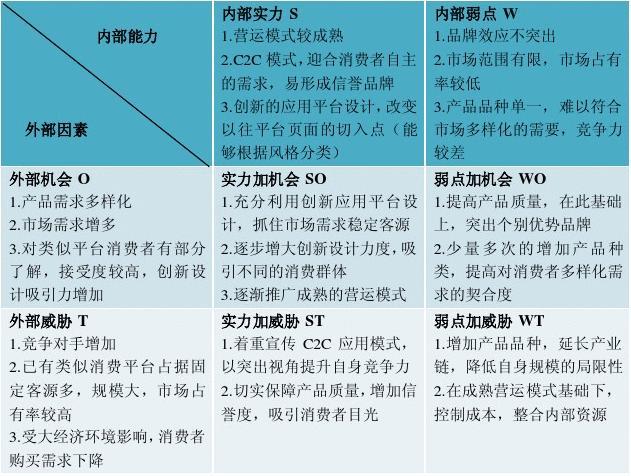 内部能力
外部因素
内部实力 S
1.营运模式较成熟
2.C2C 模式，迎合消费者自主
的需求，易形成信誉品牌
3.创新的应用平台设计，改变
以往平台页面的切入点（能
够根据风格分类）
内部弱点 W
1.品牌效应不突出
2.市场范围有限，市场占有
率较低
3.产品品种单一，难以符合
市场多样化的需要，竞争力
较差
外部机会 O
1.产品需求多样化
2.市场需求增多
3.对类似平台消费者有部分
了解，接受度较高，创新设
计吸引力增加
实力加机会 SO
1.充分利用创新应用平台设
计，抓住市场需求稳定客源
2.逐步增大创新设计力度，吸
引不同的消费群体
3.逐渐推广成熟的营运模式
弱点加机会 WO
1.提高产品质量，在此基础
上，突出个别优势品牌
2.少量多次的增加产品种
类，提高对消费者多样化需
求的契合度
外部威胁 T
1.竞争对手增加
2.已有类似消费平台占据固
定客源多，规模大，市场占
有率较高
3.受大经济环境影响，消费者
购买需求下降
实力加威胁 ST
1.着重宣传 C2C 应用模式，
以突出视角提升自身竞争力
2.切实保障产品质量，增加信
誉度，吸引消费者目光
弱点加威胁 WT
1.增加产品品种，延长产业
链，降低自身规模的局限性
2.在成熟营运模式基础下，
控制成本，整合内部资源